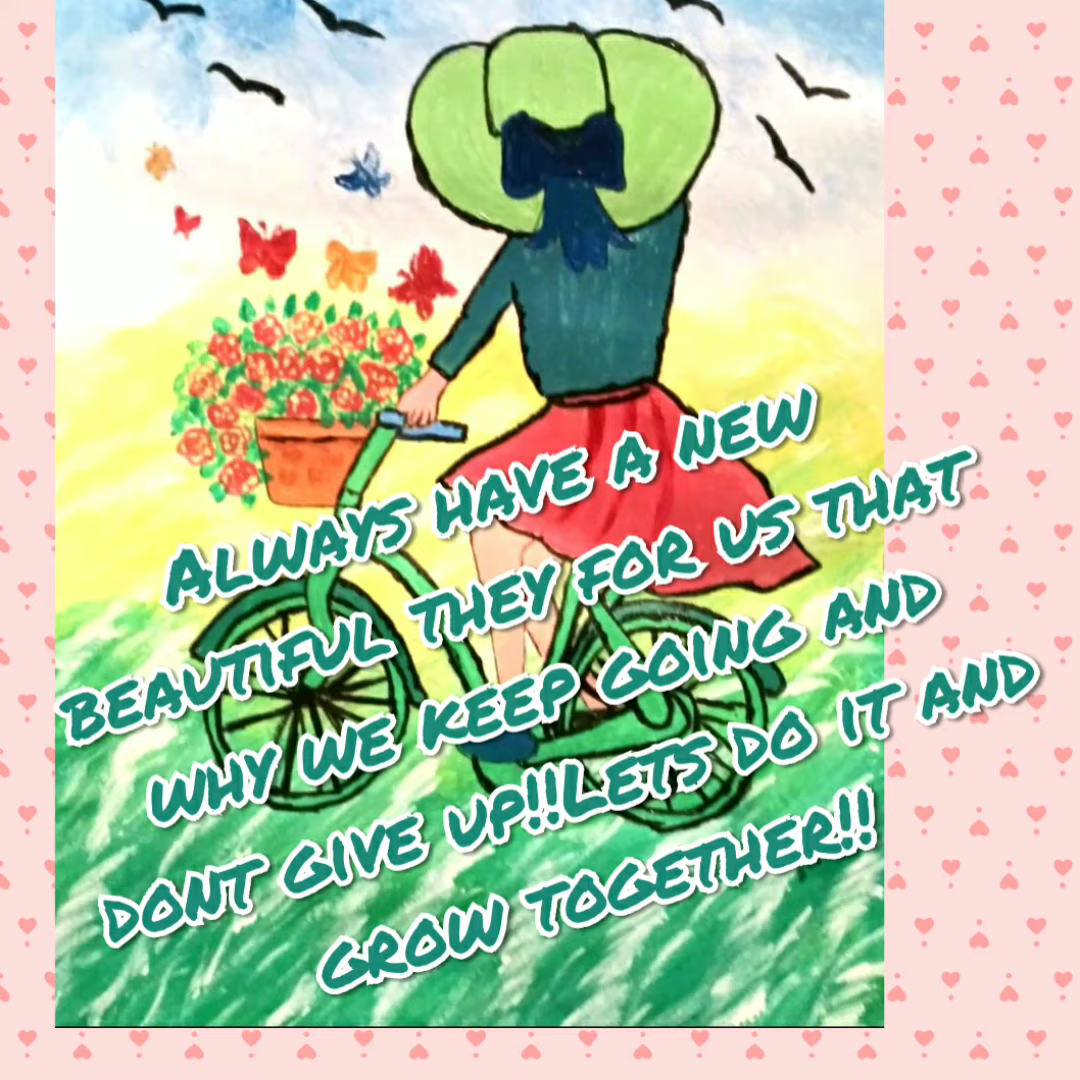 Always have a new
beautiful they for us that
why we keep going and
dont give up!!Lets do it and
grow together!!